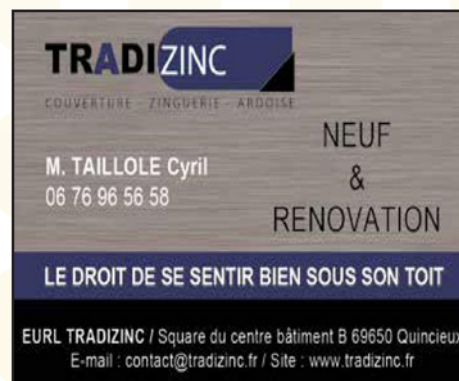 TRADIZINC
COUVERTURE - ZINGUERIE - ARDOISE
NEUF
&
RENOVATION
M. TAILLOLE Cyril
06 76 96 56 58
LE DROIT DE SE SENTIR BIEN SOUS SON TOIT
EURL TRADIZINC / Square du centre bâtiment B 69650 Quincieux
E-mail : contact@tradizinc.fr / Site : www.tradizinc.fr